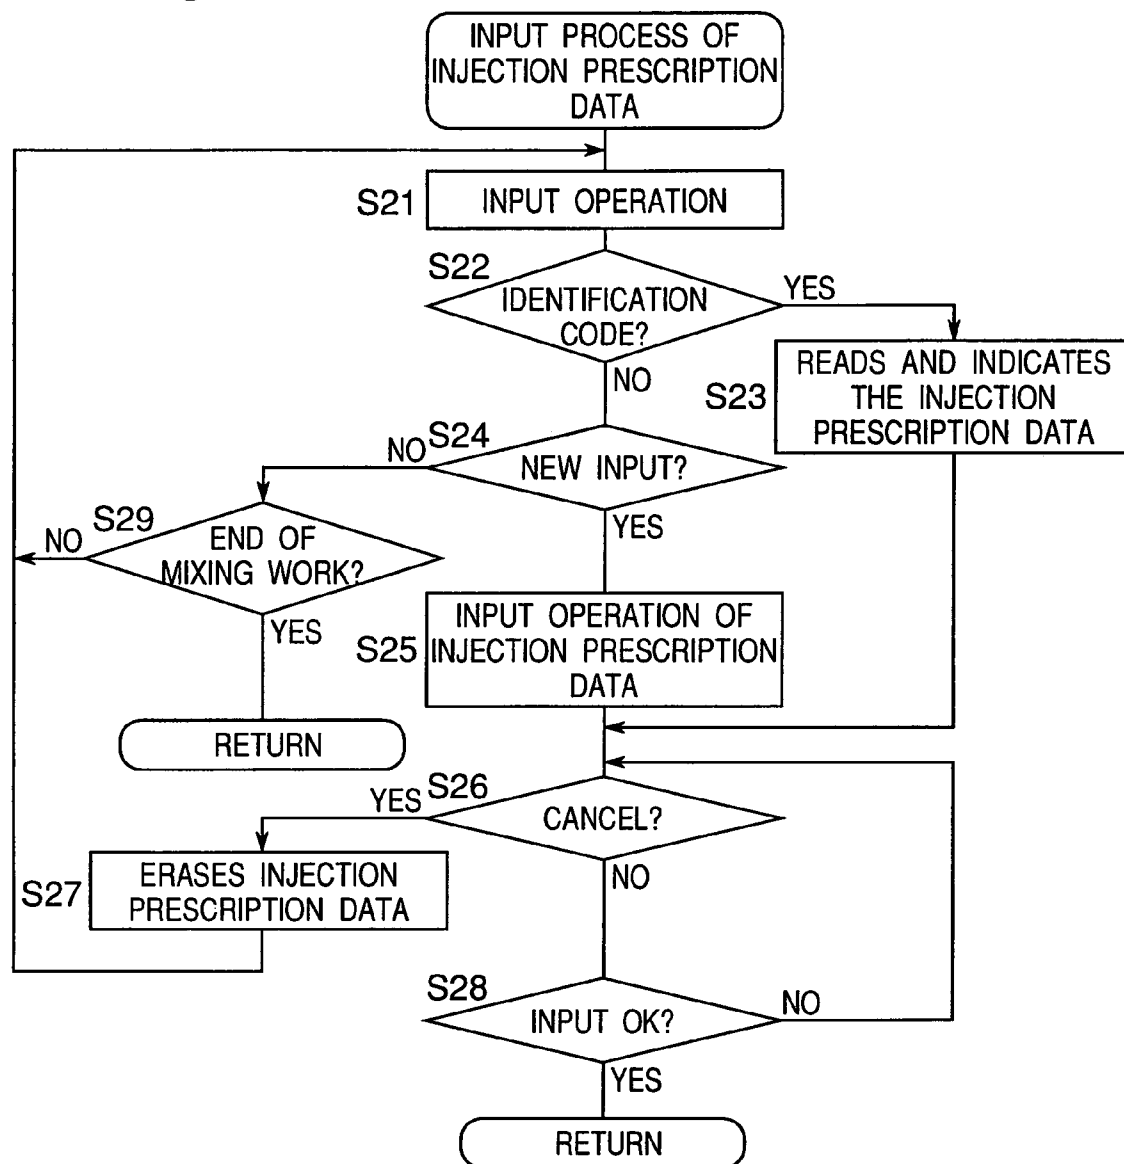 INPUT PROCESS OF
INJECTION PRESCRIPTION
DATA
S21
INPUT OPERATION
S22
IDENTIFICATION
CODE?
YES
NO
S23
READS AND INDICATES
THE INJECTION
PRESCRIPTION DATA
S24
NO
NEW INPUT?
YES
S29
NO
END OF
MIXING WORK?
YES
RETURN
S25
INPUT OPERATION OF
INJECTION PRESCRIPTION
DATA
S26
YES
CANCEL?
NO
S27
ERASES INJECTION
PRESCRIPTION DATA
S28
INPUT OK?
NO
YES
RETURN